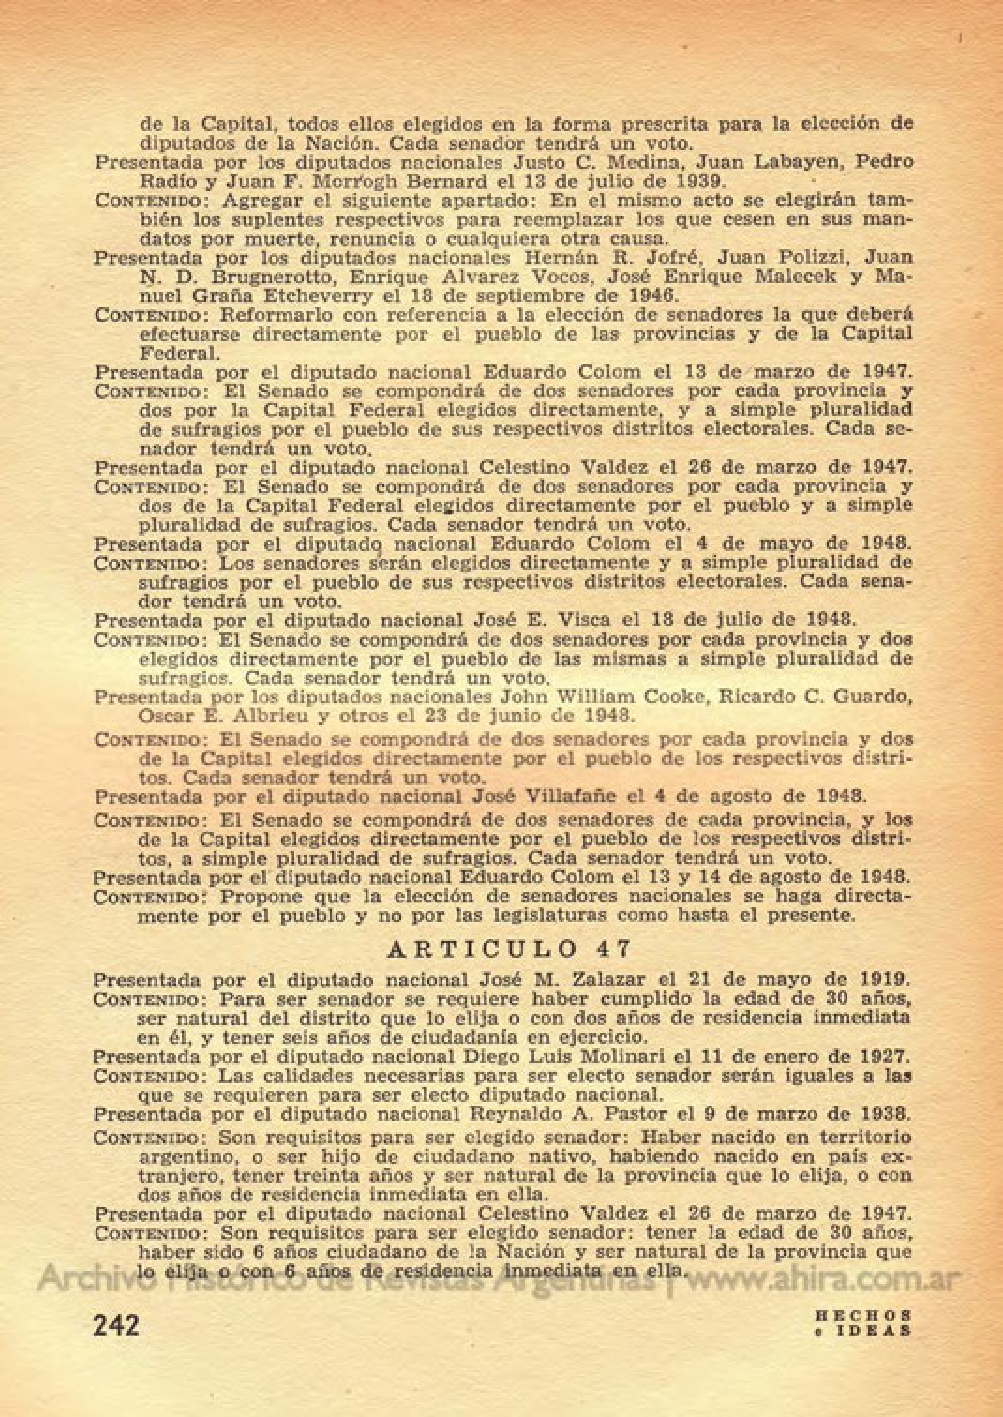 de la Capital, todos ellos elegidos en la forma prescrita para la elección de
diputados de la Nación. Cada senador tendrá un voto.
Presentada por los diputados nacionales Justo C. Medina, Juan Labayen, Pedro
Radío y Juan F. Morrogh Bernard el 13 de julio de 1939.
CONTENIDO: Agregar el siguiente apartado: En el mismo acto se elegirán tam-
bién los suplentes respectivos para reemplazar los que cesen en sus man-
datos por muerte, renuncia o cualquiera otra causa.
Presentada por los diputados nacionales Hernán R. Jofré, Juan Polizzi, Juan
N. D. Brugnerotto, Enrique Alvarez Vocos, José Enrique Malecek y Ma-
nuel Graña Etcheverry el 18 de septiembre de 1946.
CONTENIDO: Reformarlo con referencia a la elección de senadores la que deberá
efectuarse directamente por el pueblo de las provincias y de la Capital
Federal.
Presentada por el diputado nacional Eduardo Colom el 13 de marzo de 1947.
CONTENIDO: El Senado se compondrá de dos senadores por cada provincia y
dos por la Capital Federal elegidos directamente, y a simple pluralidad
de sufragios por el pueblo de sus respectivos distritos electorales. Cada se-
nador tendrá un voto.
Presentada por el diputado nacional Celestino Valdez el 26 de marzo de 1947.
CONTENIDO: El Senado se compondrá de dos senadores por cada provincia y
dos de la Capital Federal elegidos directamente por el pueblo y a simple
pluralidad de sufragios. Cada senador tendrá un voto.
Presentada por el diputado nacional Eduardo Colom el 4 de mayo de 1948.
CONTENIDO: Los senadores serán elegidos directamente y a simple pluralidad de
sufragios por el pueblo de sus respectivos distritos electorales. Cada sena-
dor tendrá un voto.
Presentada por el diputado nacional José E. Visca el 18 de julio de 1948.
CONTENIDO: El Senado se compondrá de dos senadores por cada provincia y dos
elegidos directamente por el pueblo de las mismas a simple pluralidad de
sufragios. Cada senador tendrá un voto.
Presentada por los diputados nacionales John William Cooke, Ricardo C. Guardo,
Oscar E. Albrieu y otros el 23 de junio de 1948.
CONTENIDO: El Senado se compondrá de dos senadores por cada provincia y dos
de la Capital elegidos directamente por el pueblo de los respectivos distri-
tos. Cada senador tendrá un voto.
Presentada por el diputado nacional José Villafañe el 4 de agosto de 1948.
CONTENIDO: El Senado se compondrá de dos senadores de cada provincia, y los
de la Capital elegidos directamente por el pueblo de los respectivos distri-
tos, a simple pluralidad de sufragios. Cada senador tendrá un voto.
Presentada por el diputado nacional Eduardo Colom el 13 y 14 de agosto de 1948.
CONTENIDO: Propone que la elección de senadores nacionales se haga directa-
mente por el pueblo y no por las legislaturas como hasta el presente.
ARTICULO 47
Presentada por el diputado nacional José M. Zalazar el 21 de mayo de 1919.
CONTENIDO: Para ser senador se requiere haber cumplido la edad de 30 años,
ser natural del distrito que lo elija o con dos años de residencia inmediata
en él, y tener seis años de ciudadanía en ejercicio.
Presentada por el diputado nacional Diego Luis Molinari el 11 de enero de 1927.
CONTENIDO: Las calidades necesarias para ser electo senador serán iguales a las
que se requieren para ser electo diputado nacional.
Presentada por el diputado nacional Reynaldo A. Pastor el 9 de marzo de 1938.
CONTENIDO: Son requisitos para ser elegido senador: Haber nacido en territorio
argentino, o ser hijo de ciudadano nativo, habiendo nacido en país ex-
tranjero, tener treinta años y ser natural de la provincia que lo elija, o con
dos años de residencia inmediata en ella.
Presentada por el diputado nacional Celestino Valdez el 26 de marzo de 1947.
CONTENIDO: Son requisitos para ser elegido senador: tener la edad de 30 años,
haber sido 6 años ciudadano de la Nación y ser natural de la provincia que
lo elija o con 6 años de residencia inmediata en ella.
Archivo Histórico de Revistas Argentinas | www.ahira.com.ar
242
HECHOS
e IDEAS